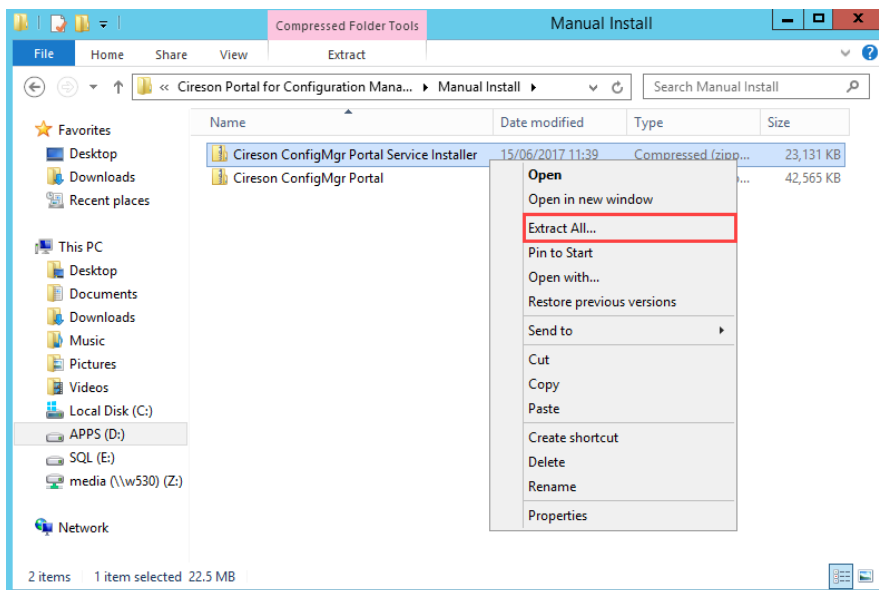 Compressed Folder Tools
Manual Install
File Home Share View Extract
« Cireson Portal for Configuration Mana... Manual Install
Search Manual Install
Name Date modified Type Size
Favorites
Desktop
Downloads
Recent places
This PC
Desktop
Documents
Downloads
Music
Pictures
Videos
Local Disk (C:)
APPS (D:)
SQL (E:)
media (\\w530) (Z:)
Network
Cireson ConfigMgr Portal Service Installer 15/06/2017 11:39 Compressed (zipp... 23,131 KB
Cireson ConfigMgr Portal 42,565 KB
Open
Open in new window
Extract All...
Pin to Start
Open with...
Restore previous versions
Send to
Cut
Copy
Paste
Create shortcut
Delete
Rename
Properties
2 items 1 item selected 22.5 MB